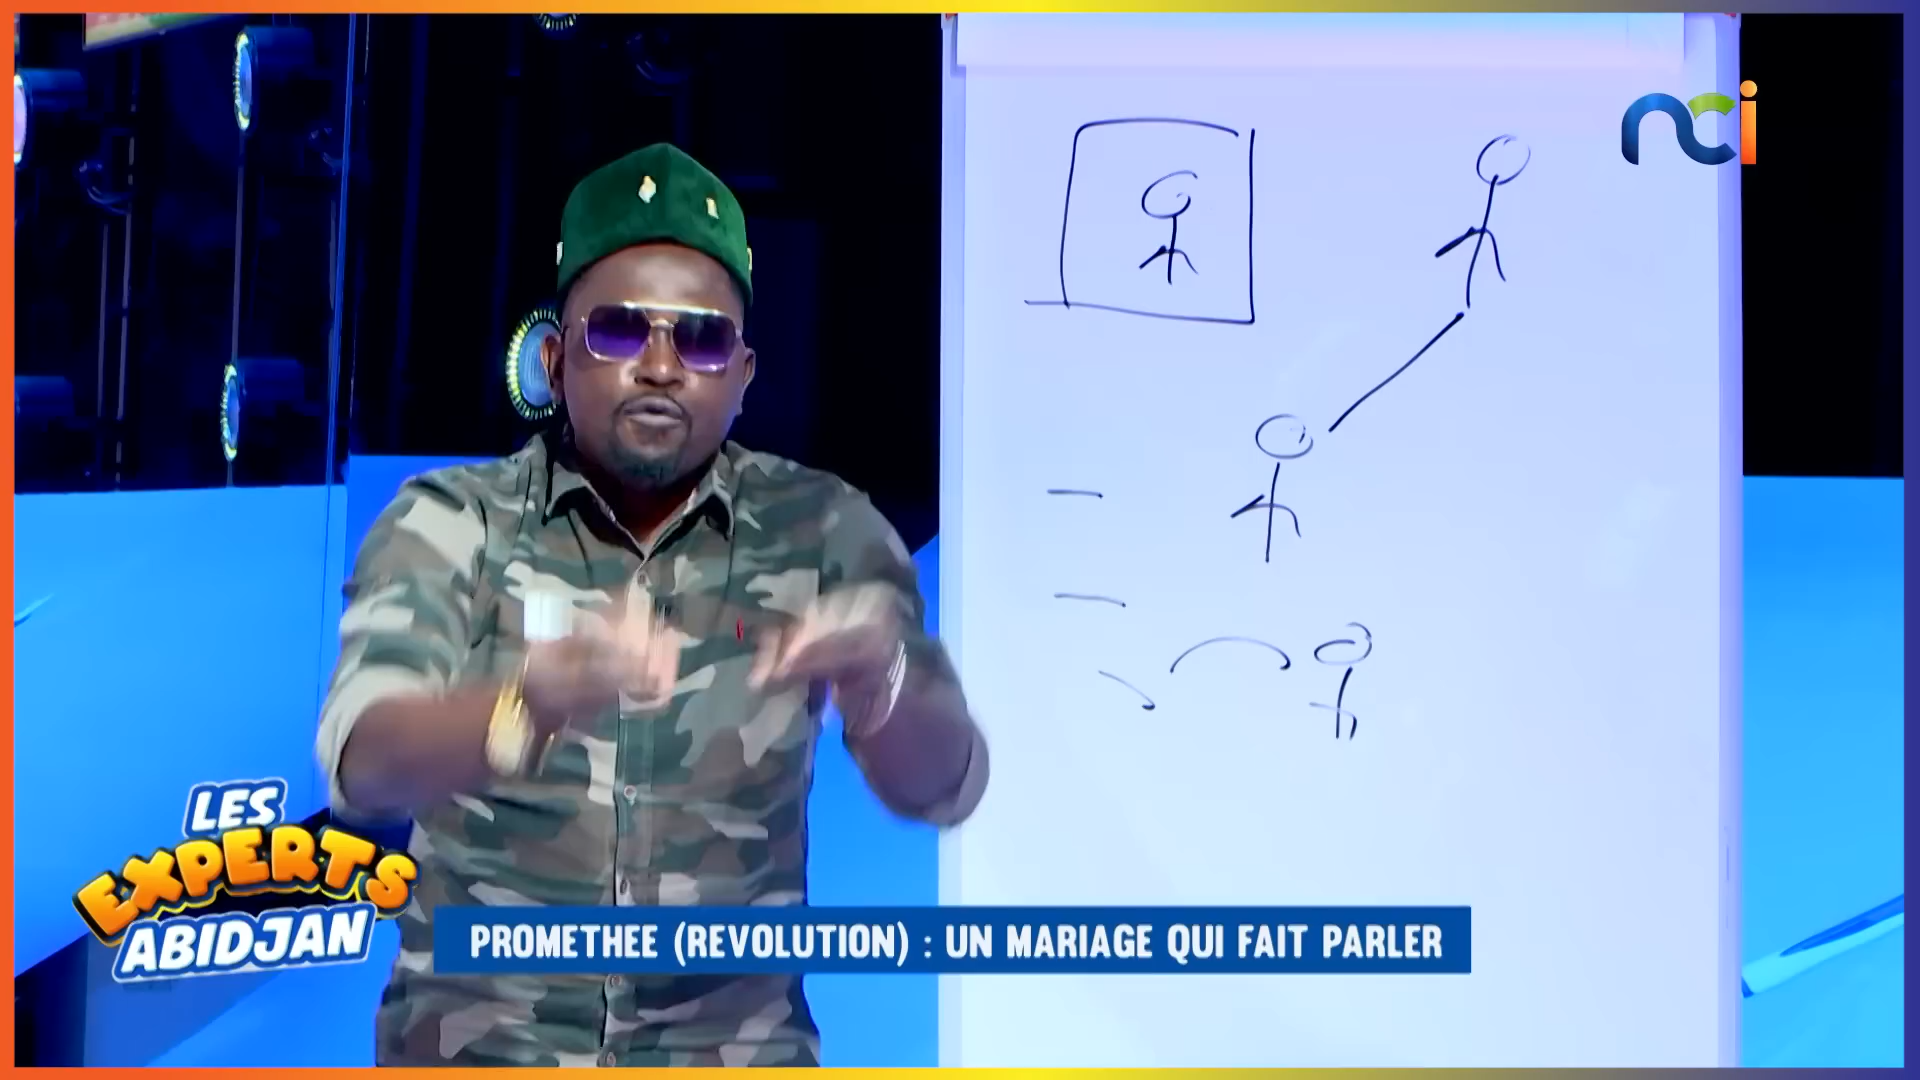 nci
LES
EXPERTS
ABIDJAN
PROMETHEE (REVOLUTION) : UN MARIAGE QUI FAIT PARLER